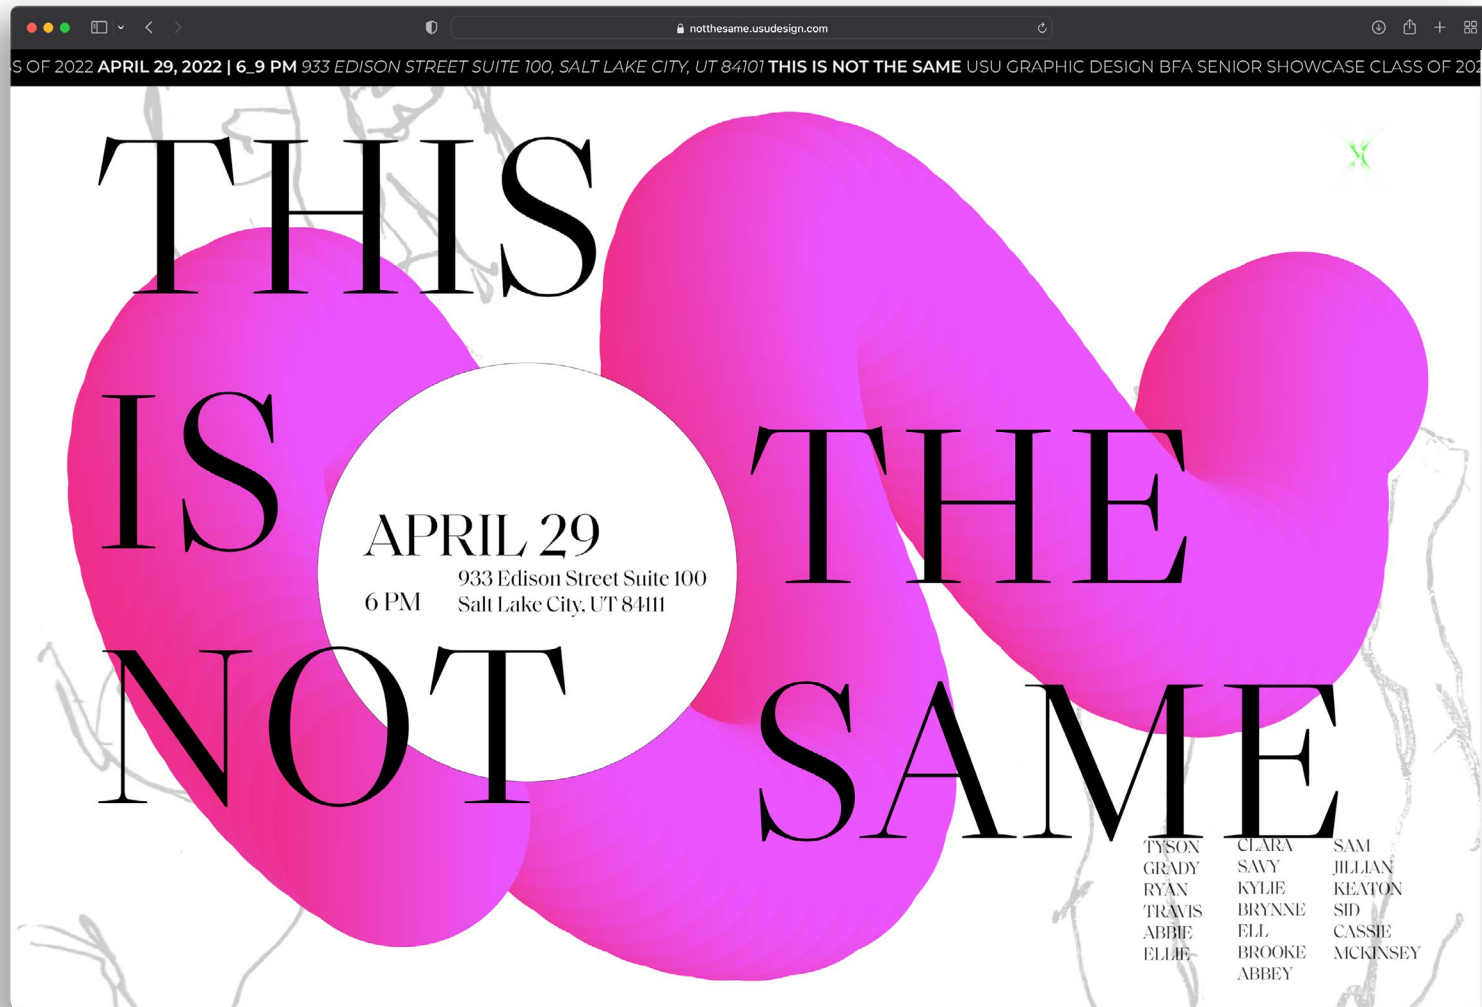 notthesame.usudesign.com
S OF 2022 APRIL 29, 2022 | 6_9 PM 933 EDISON STREET SUITE 100, SALT LAKE CITY, UT 84101 THIS IS NOT THE SAME USU GRAPHIC DESIGN BFA SENIOR SHOWCASE CLASS OF 202
THIS
IS
NOT
THE
SAME
APRIL 29
6 PM
933 Edison Street Suite 100
Salt Lake City, UT 84111
TYSON
GRADY
RYAN
TRAVIS
ABBIE
ELLIE
CLARA
SAVY
KYLIE
BRYNNE
ELL
BROOKE
ABBEY
SAM
JILLIAN
KEATON
SID
CASSIE
MCKINSEY